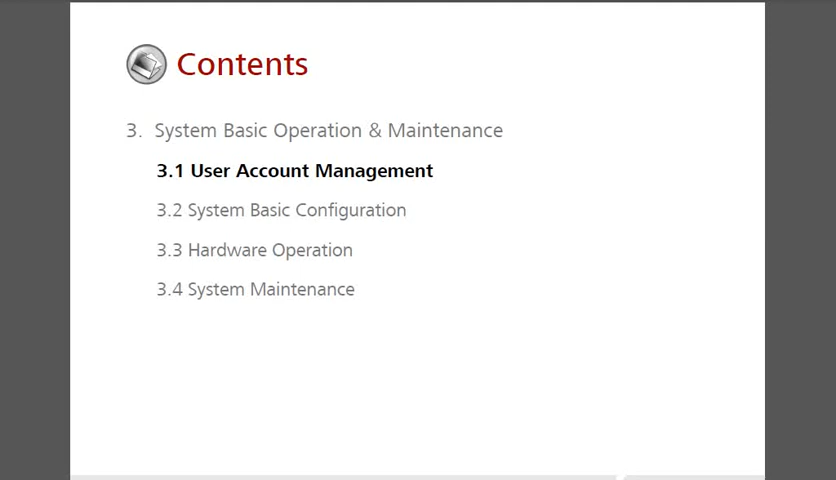 Contents
3. System Basic Operation & Maintenance
3.1 User Account Management
3.2 System Basic Configuration
3.3 Hardware Operation
3.4 System Maintenance